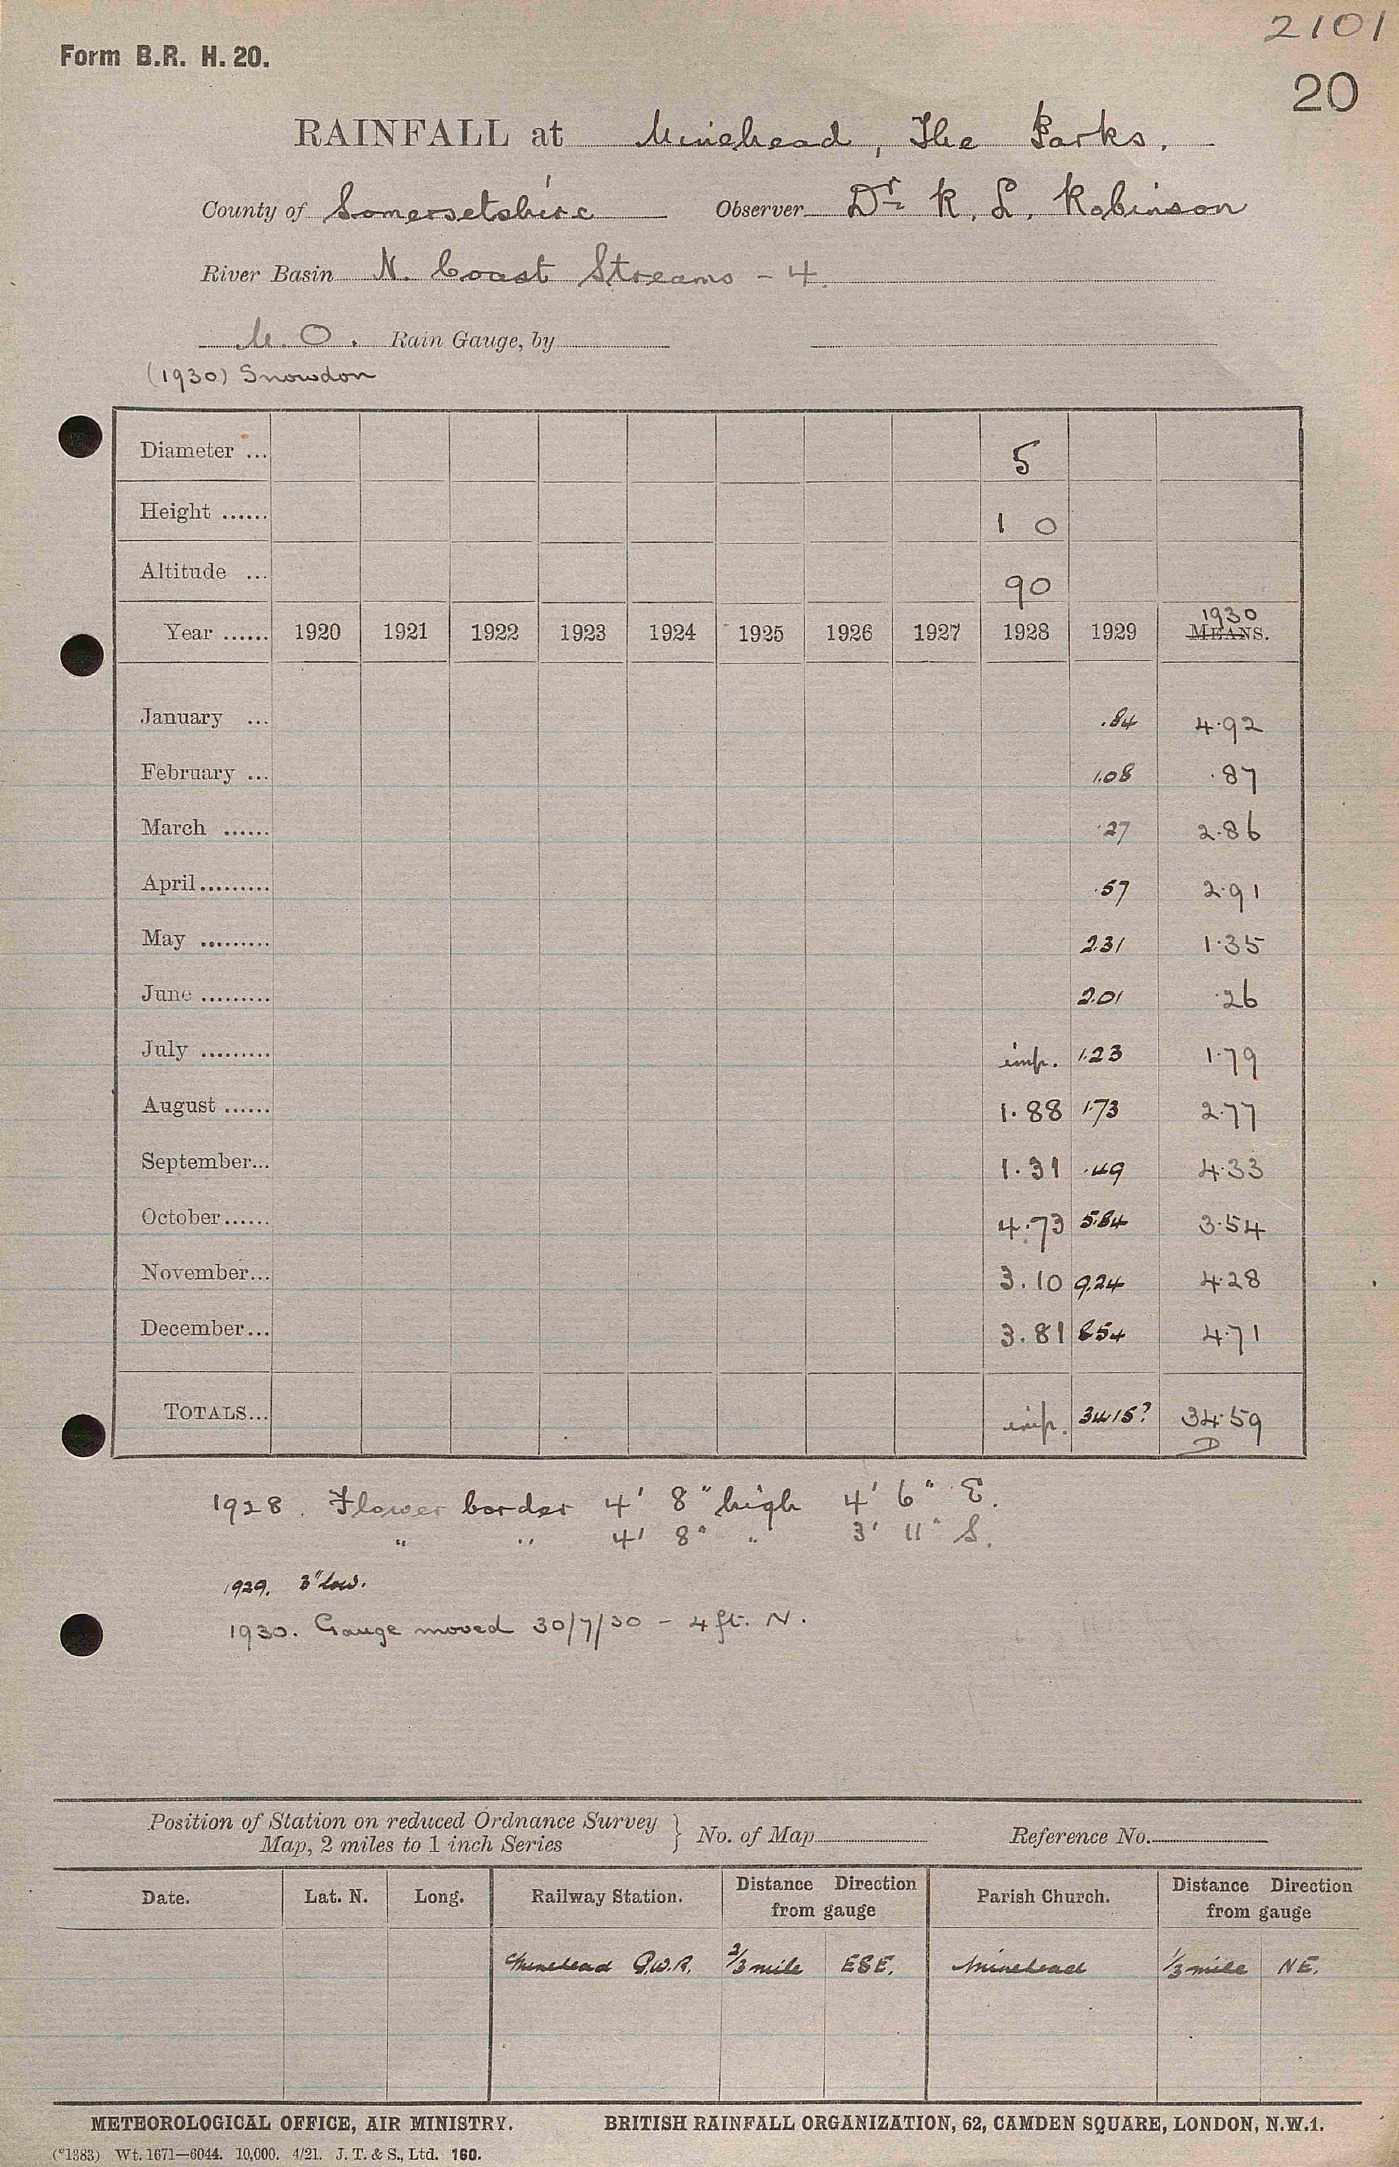 2101
Form B.R. H. 20.
20
RAINFALL at Minehead, The Parks.
County of Somersetshire Observer Dr K. L. Robinson
River Basin N. Coast Streams - 4.
M. O. Rain Gauge, by
(1930) Snowdon
Diameter ... 5
Height ...... 1 0
Altitude ... 90
Year ...... 1920 1921 1922 1923 1924 1925 1926 1927 1928 1929 1930 MEANS.
January ... .84 4.92
February ... 1.08 .87
March ...... .27 2.86
April ......... .57 2.91
May ......... 2.31 1.35
June ......... 2.01 .26
July ......... imp. 1.23 1.79
August ...... 1.88 1.73 2.77
September... 1.31 .49 4.33
October ...... 4.73 5.84 3.54
November... 3.10 9.24 4.28
December... 3.81 8.54 4.71
TOTALS... imp. 34.15? 34.59
D
1928. Flower border 4' 8" high 4' 6" E.
" " 4' 8" " 3' 11" S.
1929. 3" low.
1930. Gauge moved 30/7/30 - 4 ft. N.
Position of Station on reduced Ordnance Survey
Map, 2 miles to 1 inch Series } No. of Map Reference No.
Date. Lat. N. Long. Railway Station. Distance Direction from gauge Parish Church. Distance Direction from gauge
Minehead G.W.R. 2/3 mile ESE. Minehead 1/3 mile NE.
METEOROLOGICAL OFFICE, AIR MINISTRY. BRITISH RAINFALL ORGANIZATION, 62, CAMDEN SQUARE, LONDON, N.W.1.
(*1383) Wt. 1671—6044. 10,000. 4/21. J. T. & S., Ltd. 160.